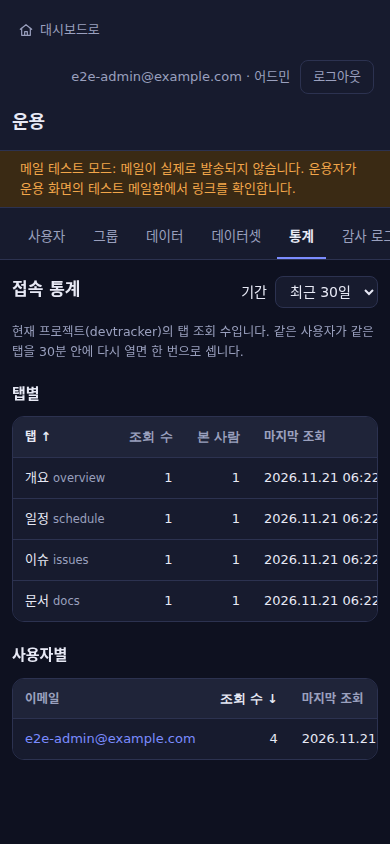 대시보드로
e2e-admin@example.com · 어드민 로그아웃
운용
메일 테스트 모드: 메일이 실제로 발송되지 않습니다. 운용자가
운용 화면의 테스트 메일함에서 링크를 확인합니다.
사용자 그룹 데이터 데이터셋 통계 감사 로
접속 통계 기간 최근 30일
현재 프로젝트(devtracker)의 탭 조회 수입니다. 같은 사용자가 같은
탭을 30분 안에 다시 열면 한 번으로 셉니다.
탭별
탭 ↑ 조회 수 본 사람 마지막 조회
개요 overview 1 1 2026.11.21 06:22
일정 schedule 1 1 2026.11.21 06:22
이슈 issues 1 1 2026.11.21 06:22
문서 docs 1 1 2026.11.21 06:22
사용자별
이메일 조회 수 ↓ 마지막 조회
e2e-admin@example.com 4 2026.11.21